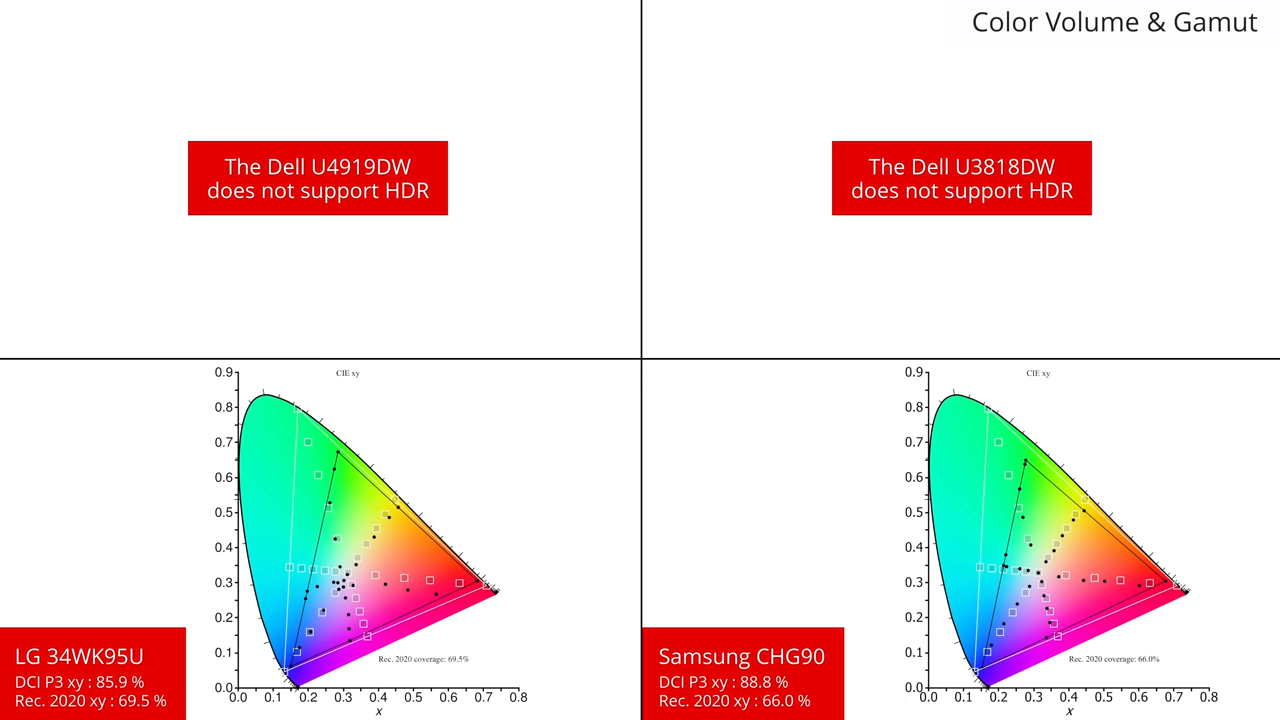 Color Volume & Gamut
The Dell U4919DW
does not support HDR
The Dell U3818DW
does not support HDR
CIE xy
0.9
0.8
0.7
0.6
0.5
0.4
0.3
0.2
0.1
0.0
0.0 0.1 0.2 0.3 0.4 0.5 0.6 0.7 0.8
x
Rec. 2020 coverage: 69.5%
LG 34WK95U
DCI P3 xy : 85.9 %
Rec. 2020 xy : 69.5 %
CIE xy
0.9
0.8
0.7
0.6
0.5
0.4
0.3
0.2
0.1
0.0
0.0 0.1 0.2 0.3 0.4 0.5 0.6 0.7 0.8
x
Rec. 2020 coverage: 66.0%
Samsung CHG90
DCI P3 xy : 88.8 %
Rec. 2020 xy : 66.0 %